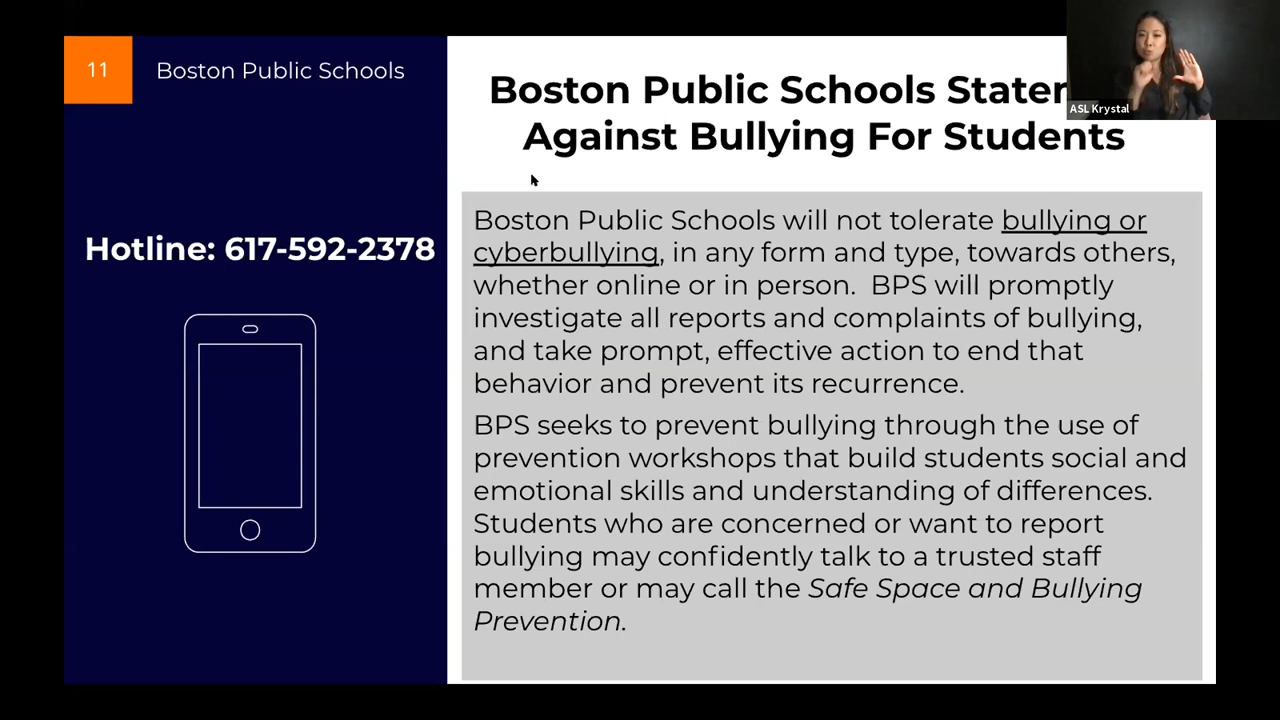 11
Boston Public Schools
Hotline: 617-592-2378
Boston Public Schools
Against Bullying For Students
Boston Public Schools will not tolerate bullying or
cyberbullying, in any form and type, towards others,
whether online or in person.  BPS will promptly
investigate all reports and complaints of bullying,
and take prompt, effective action to end that
behavior and prevent its recurrence.
BPS seeks to prevent bullying through the use of
prevention workshops that build students social and
emotional skills and understanding of differences.
Students who are concerned or want to report
bullying may confidently talk to a trusted staff
member or may call the Safe Space and Bullying
Prevention.
ASL Krystal